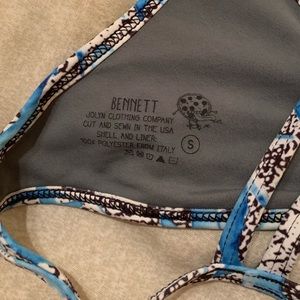 BENNETT
JOLYN CLOTHING COMPANY
CUT AND SEWN IN THE USA
SHELL AND LINER:
100% POLYESTER FROM ITALY
S